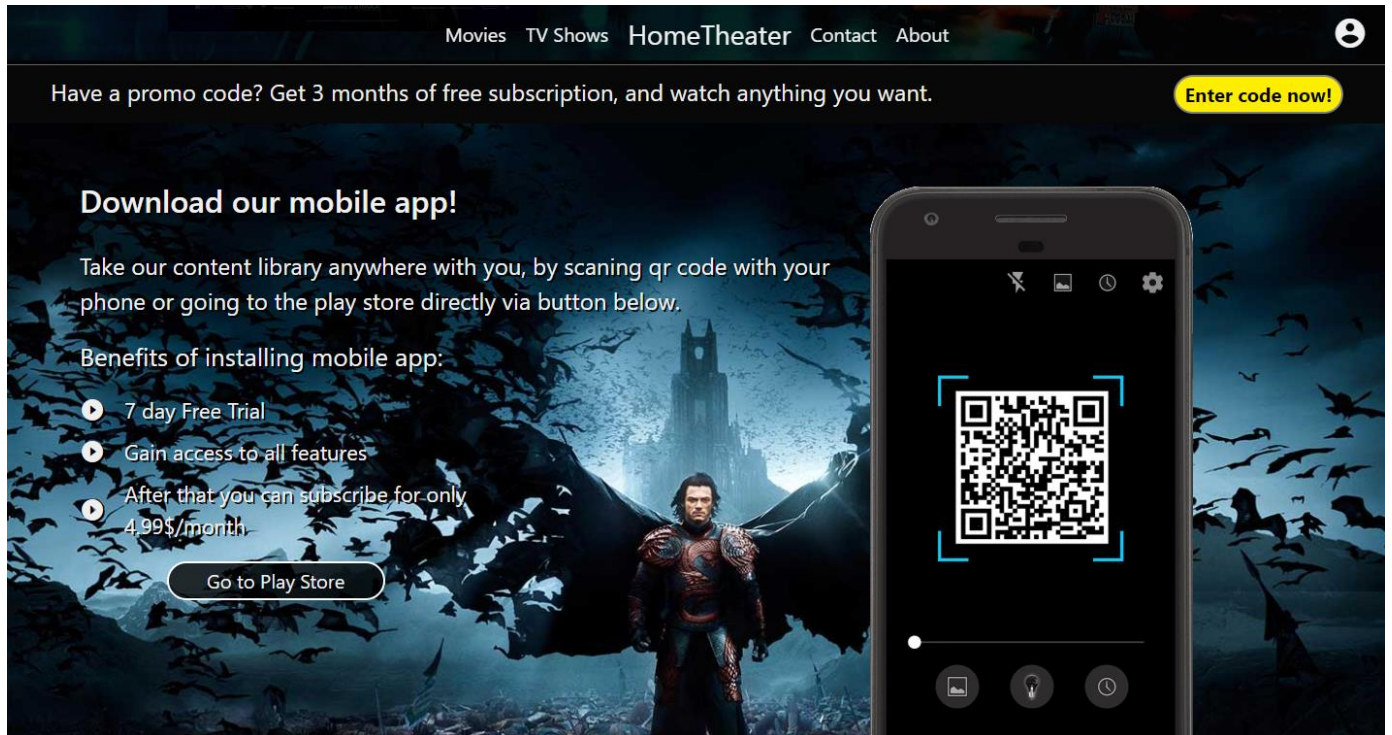 Movies TV Shows HomeTheater Contact About
Have a promo code? Get 3 months of free subscription, and watch anything you want.
Enter code now!
Download our mobile app!
Take our content library anywhere with you, by scaning qr code with your
phone or going to the play store directly via button below.
Benefits of installing mobile app:
7 day Free Trial
Gain access to all features
After that you can subscribe for only
4.99$/month
Go to Play Store